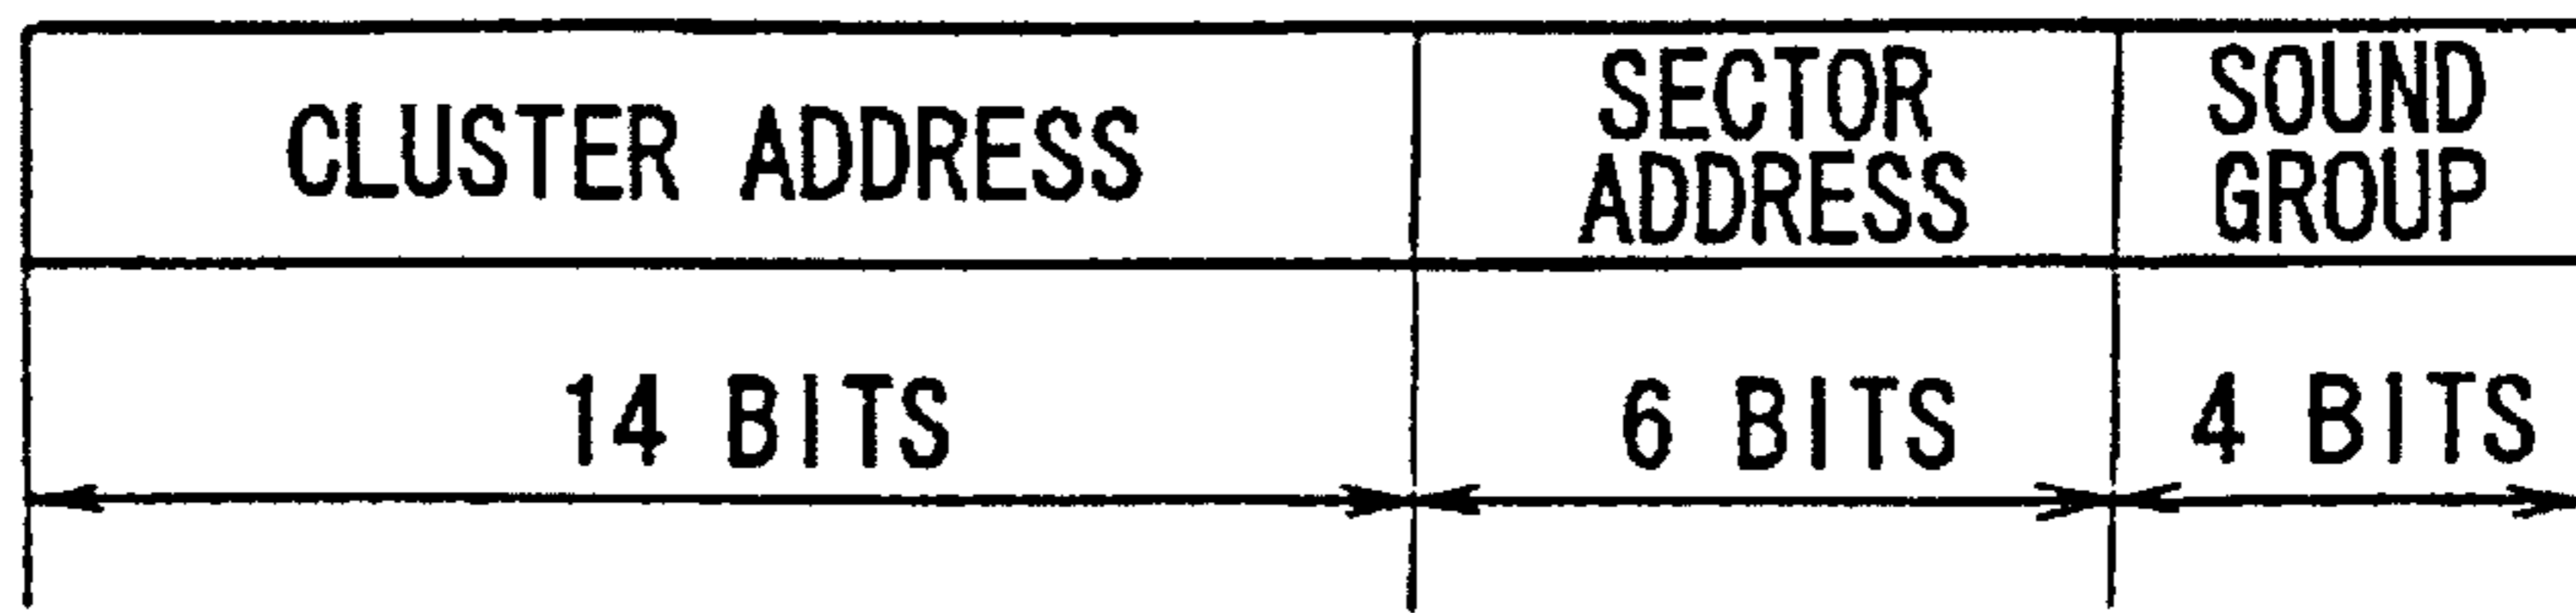 CLUSTER ADDRESS
SECTOR
ADDRESS
SOUND
GROUP
14 BITS
6 BITS
4 BITS